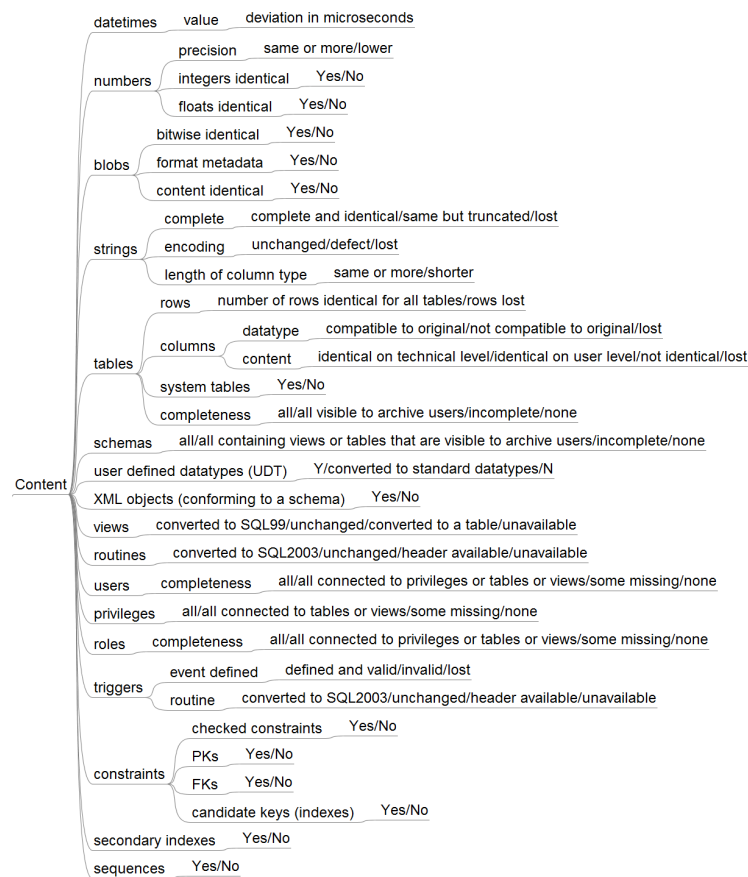 datetimes value deviation in microseconds
precision same or more/lower
numbers integers identical Yes/No
floats identical Yes/No
bitwise identical Yes/No
blobs format metadata Yes/No
content identical Yes/No
complete complete and identical/same but truncated/lost
strings encoding unchanged/defect/lost
length of column type same or more/shorter
rows number of rows identical for all tables/rows lost
columns datatype compatible to original/not compatible to original/lost
content identical on technical level/identical on user level/not identical/lost
tables system tables Yes/No
completeness all/all visible to archive users/incomplete/none
schemas all/all containing views or tables that are visible to archive users/incomplete/none
user defined datatypes (UDT) Y/converted to standard datatypes/N
Content
XML objects (conforming to a schema) Yes/No
views converted to SQL99/unchanged/converted to a table/unavailable
routines converted to SQL2003/unchanged/header available/unavailable
users completeness all/all connected to privileges or tables or views/some missing/none
privileges all/all connected to tables or views/some missing/none
roles completeness all/all connected to privileges or tables or views/some missing/none
event defined defined and valid/invalid/lost
triggers routine converted to SQL2003/unchanged/header available/unavailable
checked constraints Yes/No
PKs Yes/No
constraints FKs Yes/No
candidate keys (indexes) Yes/No
secondary indexes Yes/No
sequences Yes/No